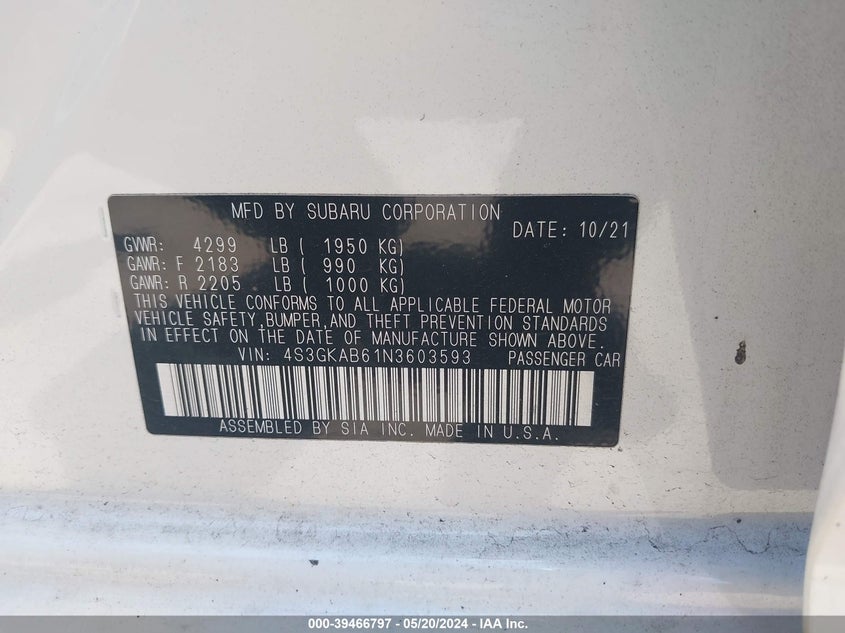 MFD BY SUBARU CORPORATION
DATE: 10/21
GVWR: 4299 LB ( 1950 KG)
GAWR: F 2183 LB ( 990 KG)
GAWR: R 2205 LB ( 1000 KG)
THIS VEHICLE CONFORMS TO ALL APPLICABLE FEDERAL MOTOR
VEHICLE SAFETY,BUMPER,AND THEFT PREVENTION STANDARDS
IN EFFECT ON THE DATE OF MANUFACTURE SHOWN ABOVE.
VIN: 4S3GKAB61N3603593 PASSENGER CAR
ASSEMBLED BY SIA INC. MADE IN U.S.A.
000-39466797 - 05/20/2024 - IAA Inc.